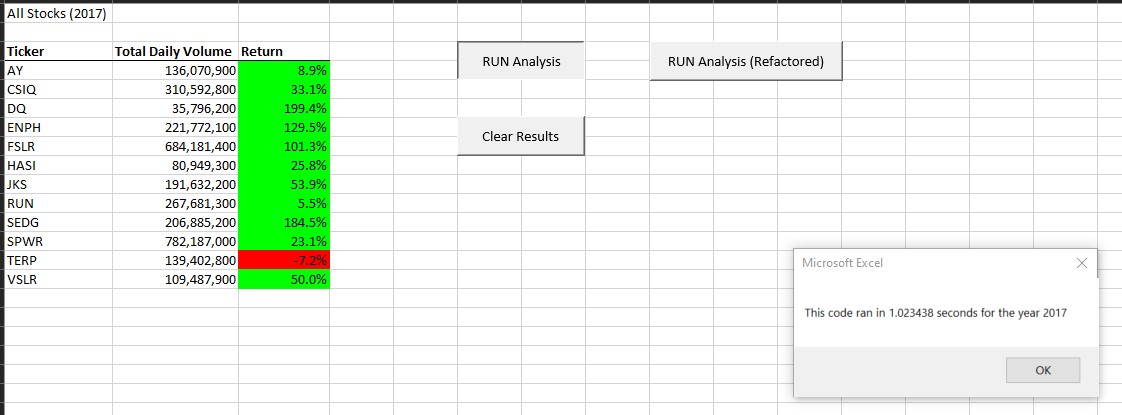 All Stocks (2017)
Ticker Total Daily Volume Return
AY 136,070,900 8.9%
CSIQ 310,592,800 33.1%
DQ 35,796,200 199.4%
ENPH 221,772,100 129.5%
FSLR 684,181,400 101.3%
HASI 80,949,300 25.8%
JKS 191,632,200 53.9%
RUN 267,681,300 5.5%
SEDG 206,885,200 184.5%
SPWR 782,187,000 23.1%
TERP 139,402,800 -7.2%
VSLR 109,487,900 50.0%
RUN Analysis
RUN Analysis (Refactored)
Clear Results
Microsoft Excel
This code ran in 1.023438 seconds for the year 2017
OK